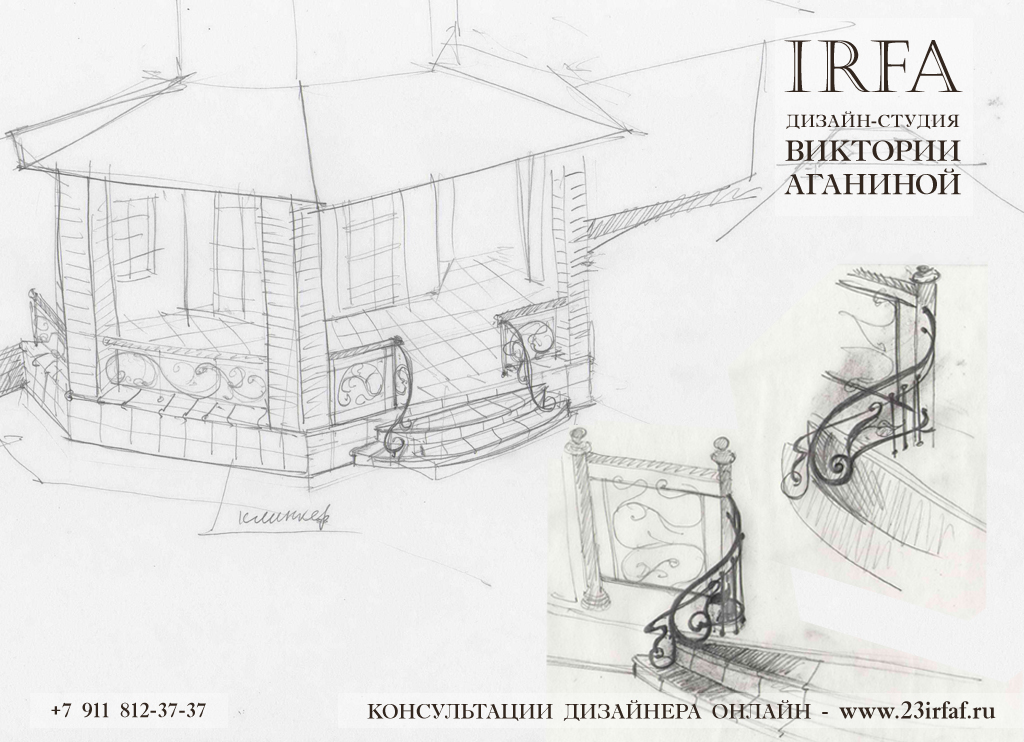 IRFA
ДИЗАЙН-СТУДИЯ
ВИКТОРИИ
АГАНИНОЙ
клинкер
+7 911 812-37-37
КОНСУЛЬТАЦИИ ДИЗАЙНЕРА ОНЛАЙН - www.23irfaf.ru